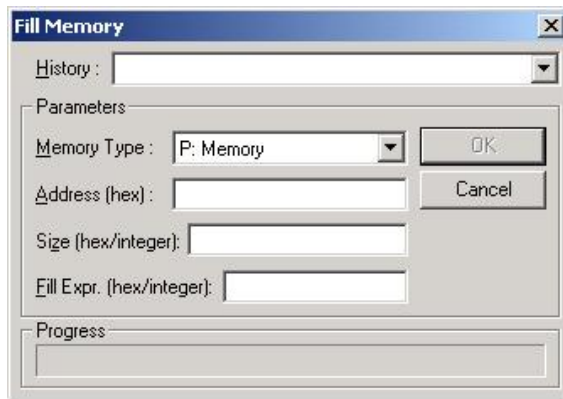 Fill Memory
History :
Parameters
Memory Type : P: Memory OK
Address (hex) : Cancel
Size (hex/integer):
Fill Expr. (hex/integer):
Progress